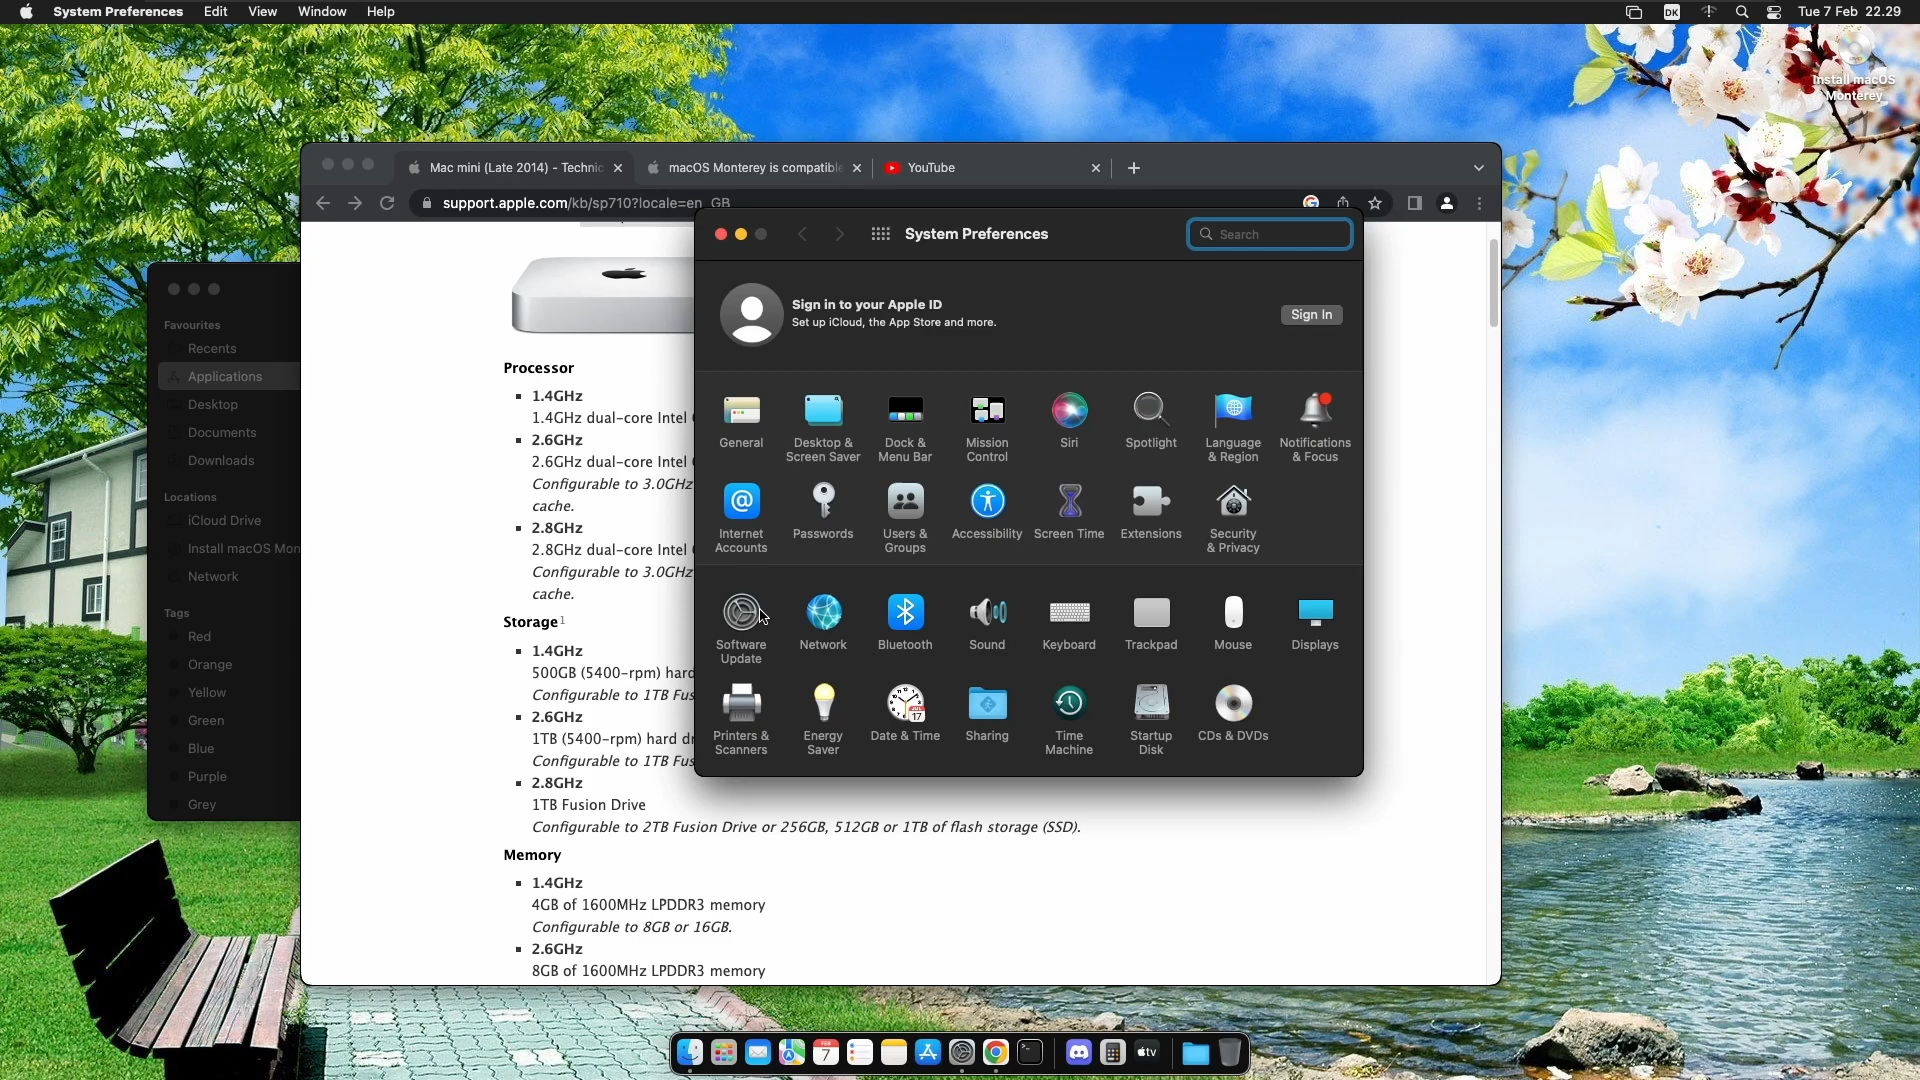 System Preferences Edit View Window Help
DK
Tue 7 Feb 22.29
Install macOS
Monterey
Mac mini (Late 2014) - Technic
macOS Monterey is compatible
YouTube
support.apple.com/kb/sp710?locale=en_GB
System Preferences
Search
Sign in to your Apple ID
Set up iCloud, the App Store and more.
Sign In
General
Desktop &
Screen Saver
Dock &
Menu Bar
Mission
Control
Siri
Spotlight
Language
& Region
Notifications
& Focus
Internet
Accounts
Passwords
Users &
Groups
Accessibility
Screen Time
Extensions
Security
& Privacy
Software
Update
Network
Bluetooth
Sound
Keyboard
Trackpad
Mouse
Displays
Printers &
Scanners
Energy
Saver
JUL
17
Date & Time
Sharing
Time
Machine
Startup
Disk
CDs & DVDs
Favourites
Recents
Applications
Desktop
Documents
Downloads
Locations
iCloud Drive
Install macOS Mon
Network
Tags
Red
Orange
Yellow
Green
Blue
Purple
Grey
Processor
1.4GHz
1.4GHz dual-core Intel
2.6GHz
2.6GHz dual-core Intel
Configurable to 3.0GHz
cache.
2.8GHz
2.8GHz dual-core Intel
Configurable to 3.0GHz
cache.
Storage1
1.4GHz
500GB (5400-rpm) hard
Configurable to 1TB Fus
2.6GHz
1TB (5400-rpm) hard dr
Configurable to 1TB Fus
2.8GHz
1TB Fusion Drive
Configurable to 2TB Fusion Drive or 256GB, 512GB or 1TB of flash storage (SSD).
Memory
1.4GHz
4GB of 1600MHz LPDDR3 memory
Configurable to 8GB or 16GB.
2.6GHz
8GB of 1600MHz LPDDR3 memory
FEB
7
tv